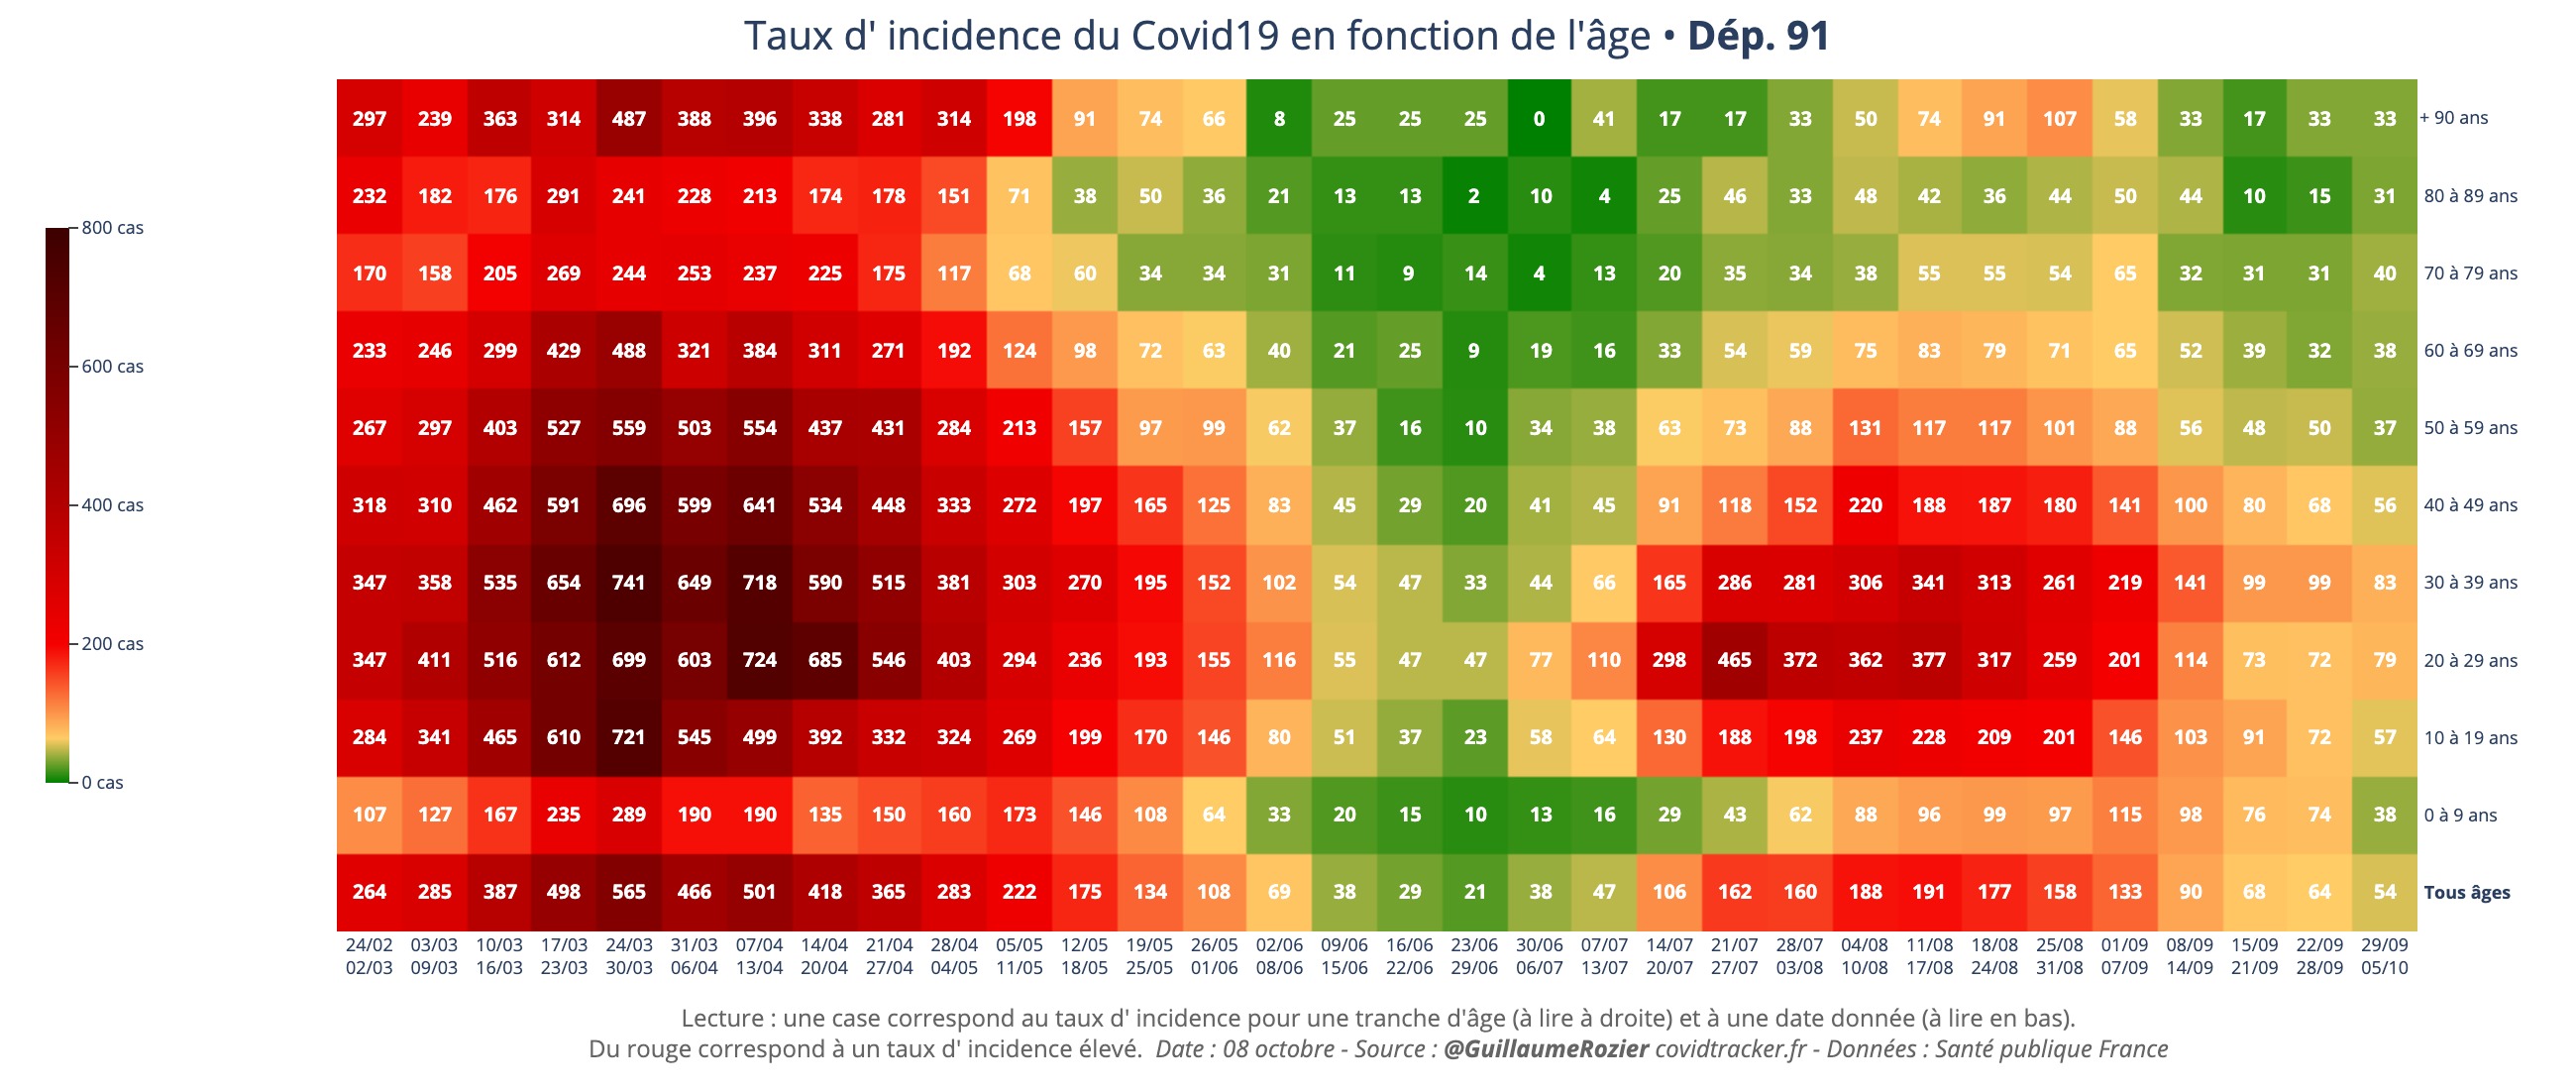 Taux d' incidence du Covid19 en fonction de l'âge • Dép. 91
800 cas
600 cas
400 cas
200 cas
0 cas
297 239 363 314 487 388 396 338 281 314 198 91 74 66 8 25 25 25 0 41 17 17 33 50 74 91 107 58 33 17 33 33 + 90 ans
232 182 176 291 241 228 213 174 178 151 71 38 50 36 21 13 13 2 10 4 25 46 33 48 42 36 44 50 44 10 15 31 80 à 89 ans
170 158 205 269 244 253 237 225 175 117 68 60 34 34 31 11 9 14 4 13 20 35 34 38 55 55 54 65 32 31 31 40 70 à 79 ans
233 246 299 429 488 321 384 311 271 192 124 98 72 63 40 21 25 9 19 16 33 54 59 75 83 79 71 65 52 39 32 38 60 à 69 ans
267 297 403 527 559 503 554 437 431 284 213 157 97 99 62 37 16 10 34 38 63 73 88 131 117 117 101 88 56 48 50 37 50 à 59 ans
318 310 462 591 696 599 641 534 448 333 272 197 165 125 83 45 29 20 41 45 91 118 152 220 188 187 180 141 100 80 68 56 40 à 49 ans
347 358 535 654 741 649 718 590 515 381 303 270 195 152 102 54 47 33 44 66 165 286 281 306 341 313 261 219 141 99 99 83 30 à 39 ans
347 411 516 612 699 603 724 685 546 403 294 236 193 155 116 55 47 47 77 110 298 465 372 362 377 317 259 201 114 73 72 79 20 à 29 ans
284 341 465 610 721 545 499 392 332 324 269 199 170 146 80 51 37 23 58 64 130 188 198 237 228 209 201 146 103 91 72 57 10 à 19 ans
107 127 167 235 289 190 190 135 150 160 173 146 108 64 33 20 15 10 13 16 29 43 62 88 96 99 97 115 98 76 74 38 0 à 9 ans
264 285 387 498 565 466 501 418 365 283 222 175 134 108 69 38 29 21 38 47 106 162 160 188 191 177 158 133 90 68 64 54 Tous âges
24/02 03/03 10/03 17/03 24/03 31/03 07/04 14/04 21/04 28/04 05/05 12/05 19/05 26/05 02/06 09/06 16/06 23/06 30/06 07/07 14/07 21/07 28/07 04/08 11/08 18/08 25/08 01/09 08/09 15/09 22/09 29/09
02/03 09/03 16/03 23/03 30/03 06/04 13/04 20/04 27/04 04/05 11/05 18/05 25/05 01/06 08/06 15/06 22/06 29/06 06/07 13/07 20/07 27/07 03/08 10/08 17/08 24/08 31/08 07/09 14/09 21/09 28/09 05/10
Lecture : une case correspond au taux d' incidence pour une tranche d'âge (à lire à droite) et à une date donnée (à lire en bas).
Du rouge correspond à un taux d' incidence élevé. Date : 08 octobre - Source : @GuillaumeRozier covidtracker.fr - Données : Santé publique France